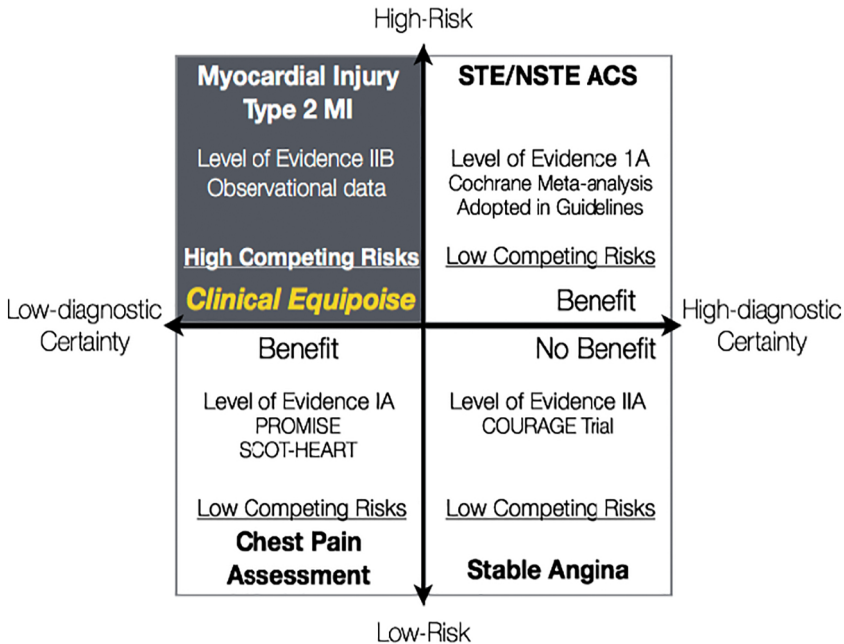 High-Risk
Myocardial Injury
Type 2 MI
Level of Evidence IIB
Observational data
High Competing Risks
Clinical Equipoise
STE/NSTE ACS
Level of Evidence 1A
Cochrane Meta-analysis
Adopted in Guidelines
Low Competing Risks
Benefit
Low-diagnostic
Certainty
High-diagnostic
Certainty
Benefit
Level of Evidence IA
PROMISE
SCOT-HEART
Low Competing Risks
Chest Pain
Assessment
No Benefit
Level of Evidence IIA
COURAGE Trial
Low Competing Risks
Stable Angina
Low-Risk